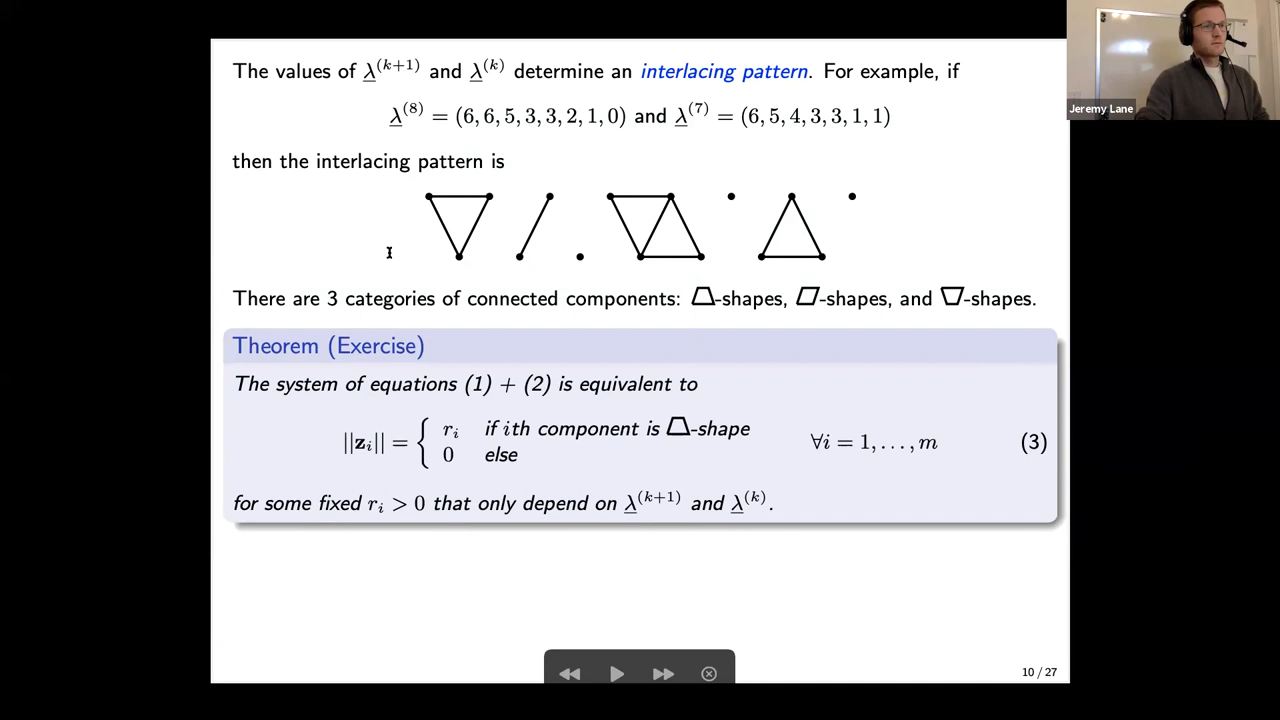 The values of λ^(k+1) and λ^(k) determine an interlacing pattern. For example, if
λ^(8) = (6, 6, 5, 3, 3, 2, 1, 0) and λ^(7) = (6, 5, 4, 3, 3, 1, 1)
then the interlacing pattern is
There are 3 categories of connected components: -shapes, -shapes, and -shapes.
Theorem (Exercise)
The system of equations (1) + (2) is equivalent to
||z_i|| = { r_i if ith component is -shape
0 else
∀i = 1, . . . , m (3)
for some fixed r_i > 0 that only depend on λ^(k+1) and λ^(k).
10 / 27
Jeremy Lane